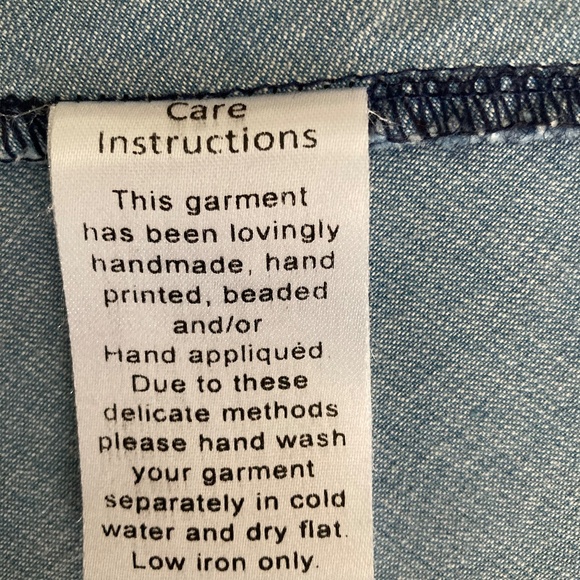 Care
Instructions
This garment
has been lovingly
handmade, hand
printed, beaded
and/or
Hand appliquéd
Due to these
delicate methods
please hand wash
your garment
separately in cold
water and dry flat.
Low iron only.